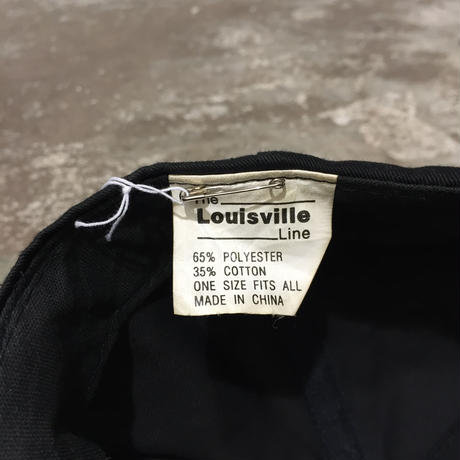 The
Louisville
Line
65% POLYESTER
35% COTTON
ONE SIZE FITS ALL
MADE IN CHINA